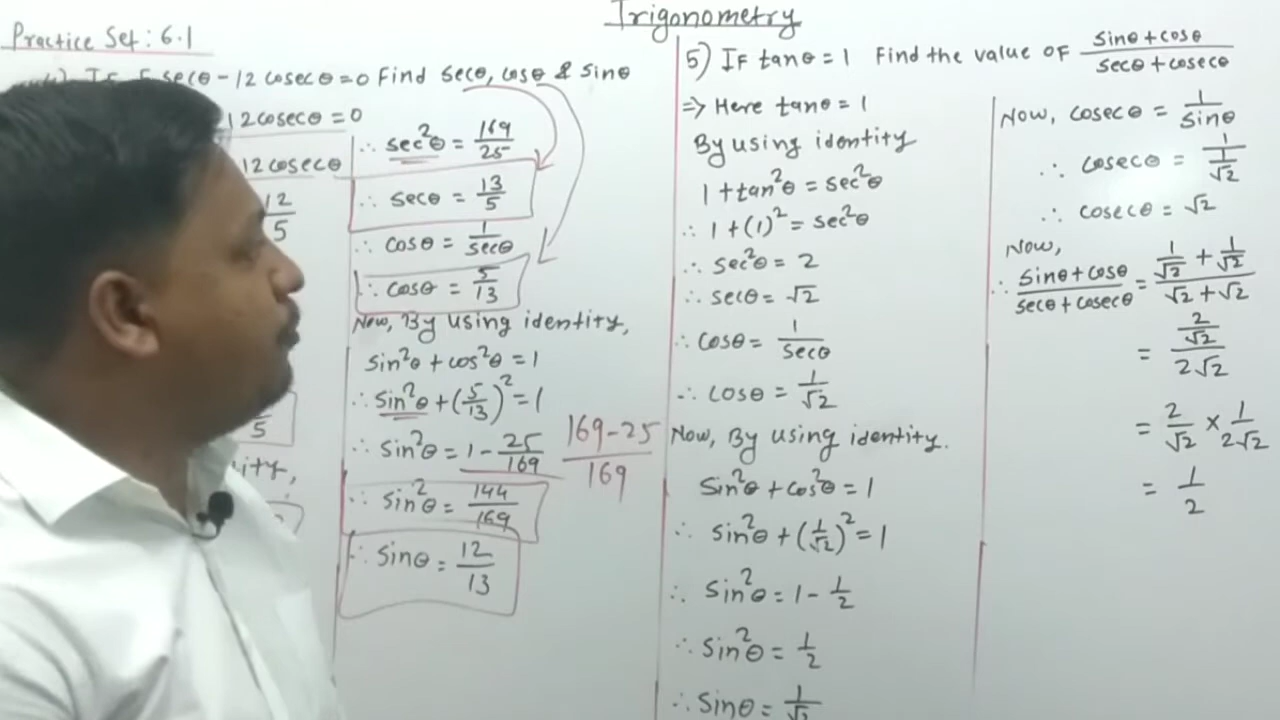 Trigonometry
Practice Set: 6.1
secθ - 12 cosecθ = 0 Find secθ, cosθ & sinθ
12cosecθ = 0
12cosecθ
12/5
5
ity,
∴ sec²θ = 169/25
∴ secθ = 13/5
∴ cosθ = 1/secθ
∴ cosθ = 5/13
Now, By using identity,
sin²θ + cos²θ = 1
∴ sin²θ + (5/13)² = 1
∴ sin²θ = 1 - 25/169
169-25/169
∴ sin²θ = 144/169
∴ sinθ = 12/13
5) IF tanθ = 1 Find the value of sinθ+cosθ/secθ+cosecθ
⇒ Here tanθ = 1
By using identity
1 + tan²θ = sec²θ
∴ 1 + (1)² = sec²θ
∴ sec²θ = 2
∴ secθ = √2
∴ cosθ = 1/secθ
∴ cosθ = 1/√2
Now, By using identity.
Sin²θ + cos²θ = 1
∴ sin²θ + (1/√2)² = 1
∴ sin²θ = 1 - 1/2
∴ sin²θ = 1/2
∴ sinθ = 1/√2
Now, cosecθ = 1/sinθ
∴ cosecθ = 1/(1/√2)
∴ cosecθ = √2
Now,
∴ sinθ+cosθ/secθ+cosecθ = (1/√2 + 1/√2)/(√2 + √2)
= (2/√2)/(2√2)
= 2/√2 × 1/2√2
= 1/2